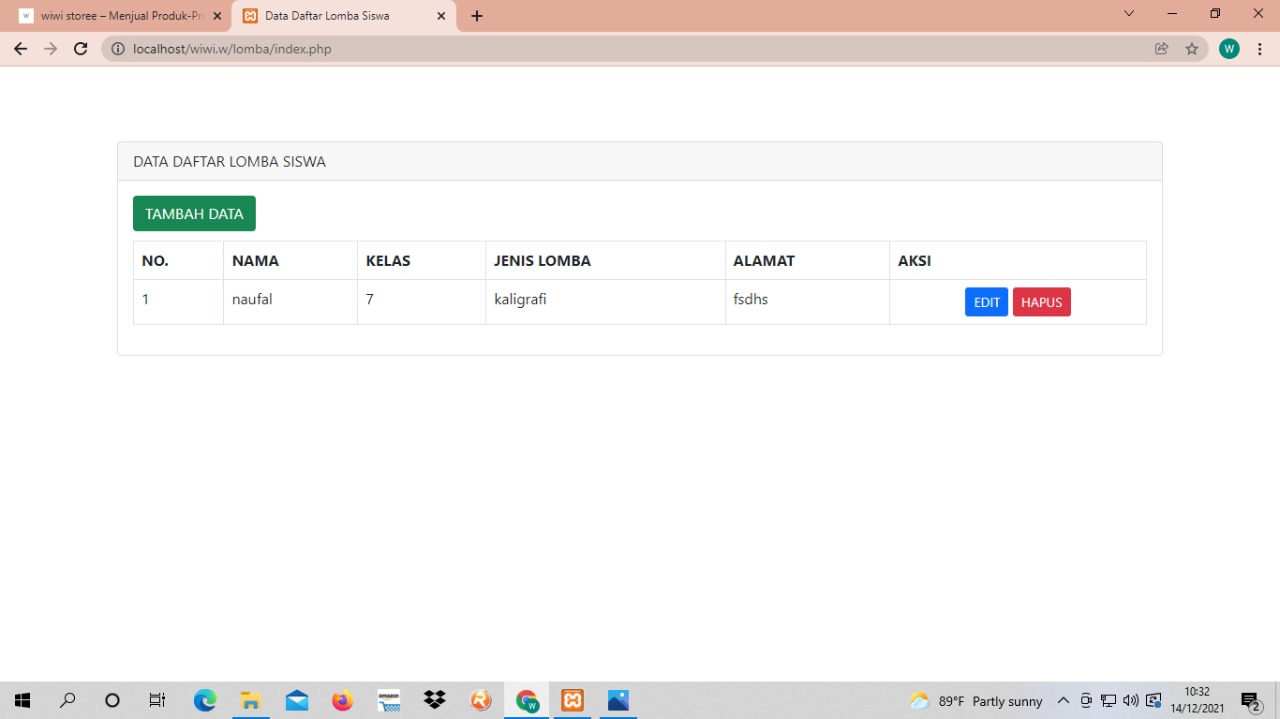 wiwi storee – Menjual Produk-Pr
Data Daftar Lomba Siswa
localhost/wiwi.w/lomba/index.php
W
DATA DAFTAR LOMBA SISWA
TAMBAH DATA
NO. NAMA KELAS JENIS LOMBA ALAMAT AKSI
1 naufal 7 kaligrafi fsdhs EDIT HAPUS
89°F Partly sunny
10:32
14/12/2021
2